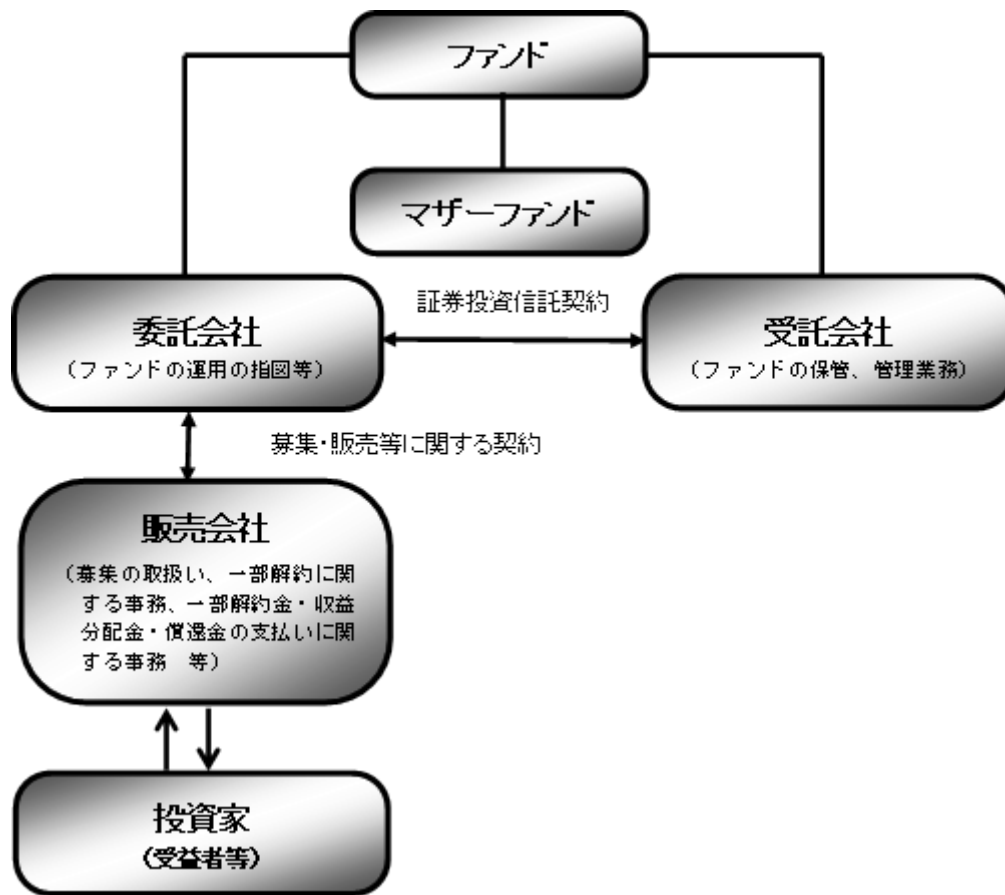 ファンド
マザーファンド
証券投資信託契約
委託会社
（ファンドの運用の指図等）
受託会社
（ファンドの保管、管理業務）
募集・販売等に関する契約
販売会社
（募集の取扱い、一部解約に関
する事務、一部解約金・収益
分配金・償還金の支払いに関
する事務　等）
投資家
（受益者等）